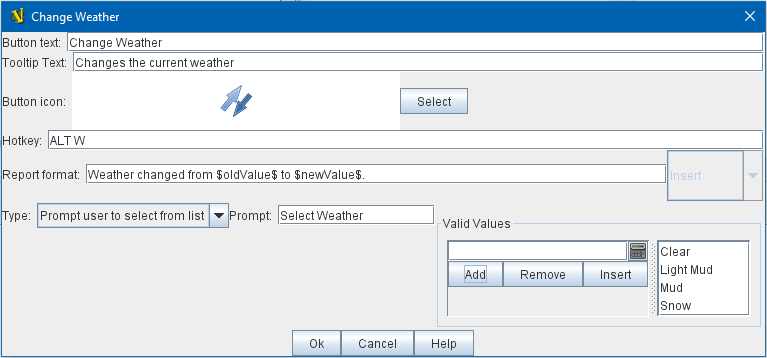 Change Weather
Button text: Change Weather
Tooltip Text: Changes the current weather
Button icon: Select
Hotkey: ALT W
Report format: Weather changed from $oldValue$ to $newValue$. Insert
Type: Prompt user to select from list Prompt: Select Weather
Valid Values
Add Remove Insert
Clear
Light Mud
Mud
Snow
Ok Cancel Help